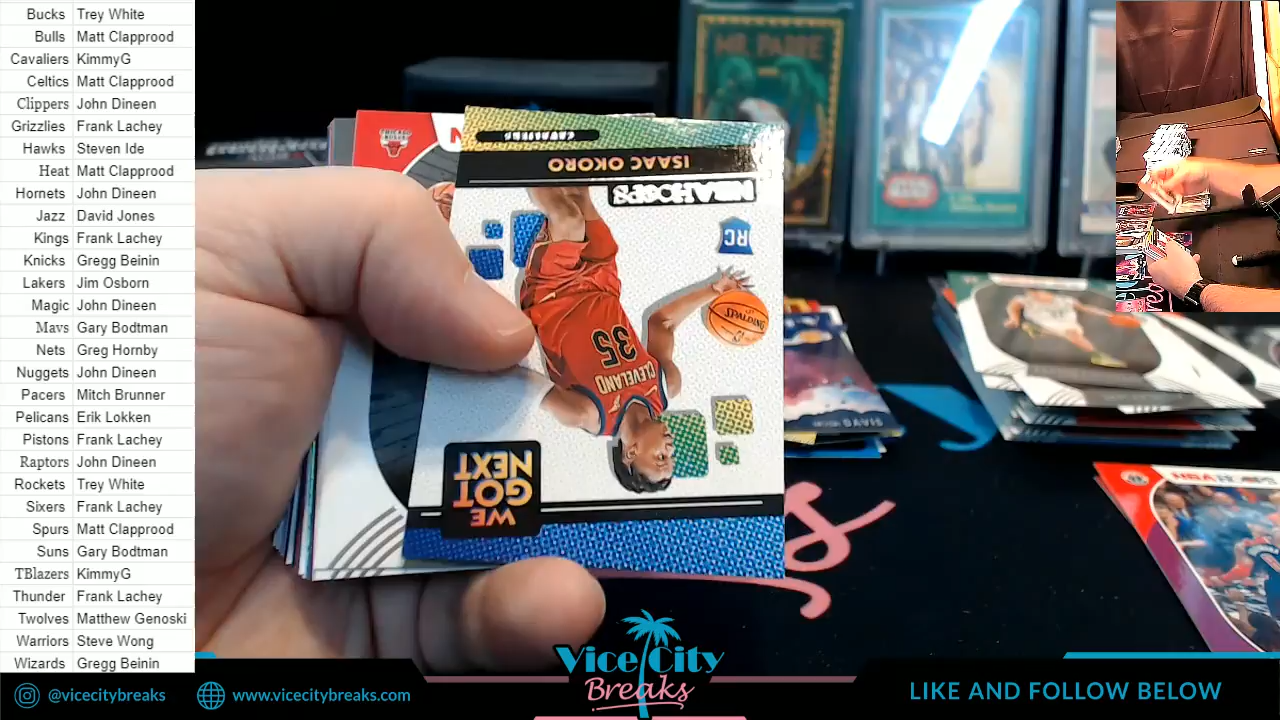 Bucks Trey White
Bulls Matt Clapprood
Cavaliers KimmyG
Celtics Matt Clapprood
Clippers John Dineen
Grizzlies Frank Lachey
Hawks Steven Ide
Heat Matt Clapprood
Hornets John Dineen
Jazz David Jones
Kings Frank Lachey
Knicks Gregg Beinin
Lakers Jim Osborn
Magic John Dineen
Mavs Gary Bodtman
Nets Greg Hornby
Nuggets John Dineen
Pacers Mitch Brunner
Pelicans Erik Lokken
Pistons Frank Lachey
Raptors John Dineen
Rockets Trey White
Sixers Frank Lachey
Spurs Matt Clapprood
Suns Gary Bodtman
TBlazers KimmyG
Thunder Frank Lachey
Twolves Matthew Genoski
Warriors Steve Wong
Wizards Gregg Beinin
CAVALIERS
ISAAC OKORO
NBA HOOPS
RC
SPALDING
35
CLEVELAND
WE
GOT
NEXT
MR. PARRE
DAVIS
NBA HOOPS
Vice City
Breaks
@vicecitybreaks
www.vicecitybreaks.com
LIKE AND FOLLOW BELOW